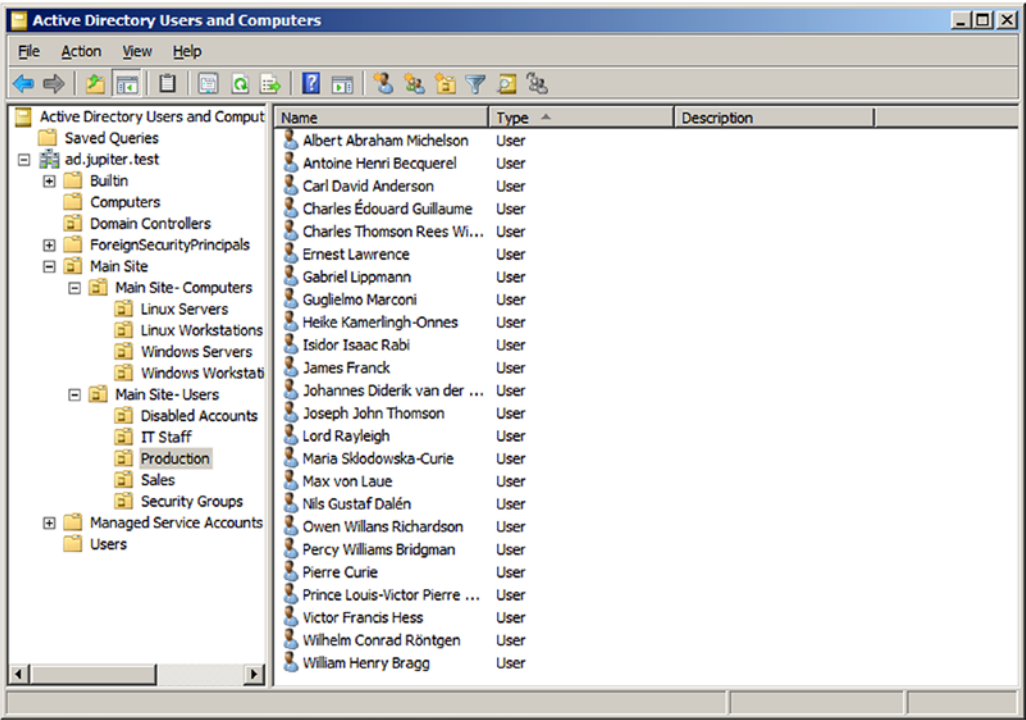 Active Directory Users and Computers
File Action View Help
Active Directory Users and Comput
Saved Queries
ad.jupiter.test
Builtin
Computers
Domain Controllers
ForeignSecurityPrincipals
Main Site
Main Site- Computers
Linux Servers
Linux Workstations
Windows Servers
Windows Workstati
Main Site- Users
Disabled Accounts
IT Staff
Production
Sales
Security Groups
Managed Service Accounts
Users
Name Type Description
Albert Abraham Michelson User
Antoine Henri Becquerel User
Carl David Anderson User
Charles Édouard Guillaume User
Charles Thomson Rees Wi... User
Ernest Lawrence User
Gabriel Lippmann User
Guglielmo Marconi User
Heike Kamerlingh-Onnes User
Isidor Isaac Rabi User
James Franck User
Johannes Diderik van der ... User
Joseph John Thomson User
Lord Rayleigh User
Maria Skłodowska-Curie User
Max von Laue User
Nils Gustaf Dalén User
Owen Willans Richardson User
Percy Williams Bridgman User
Pierre Curie User
Prince Louis-Victor Pierre ... User
Victor Francis Hess User
Wilhelm Conrad Röntgen User
William Henry Bragg User